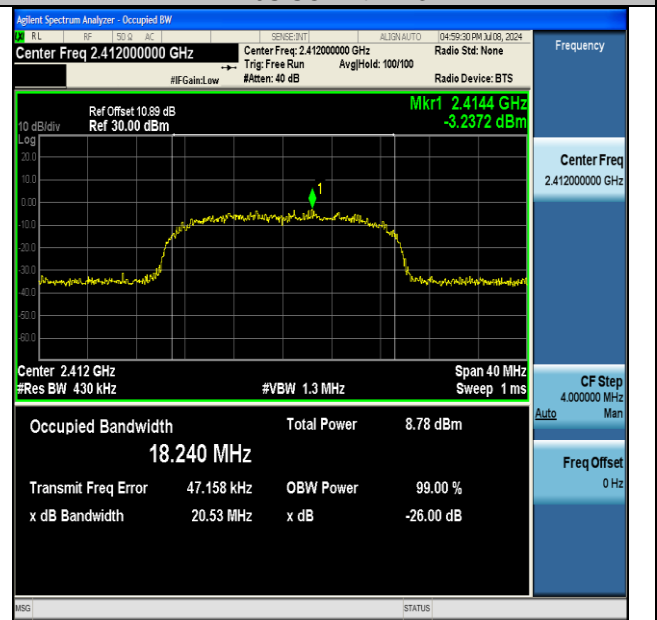 Agilent Spectrum Analyzer - Occupied BW
RL RF 50 Ω AC SENSE:INT ALIGN AUTO 04:59:30 PM Jul 08, 2024
Center Freq 2.412000000 GHz
Center Freq: 2.412000000 GHz Radio Std: None
Trig: Free Run Avg|Hold: 100/100
#IFGain:Low #Atten: 40 dB Radio Device: BTS
Frequency
Ref Offset 10.89 dB Mkr1 2.4144 GHz
10 dB/div Ref 30.00 dBm -3.2372 dBm
Log
20.0
10.0
0.00
-10.0
-20.0
-30.0
-40.0
-50.0
-60.0
1
Center 2.412 GHz Span 40 MHz
#Res BW 430 kHz #VBW 1.3 MHz Sweep 1 ms
Center Freq
2.412000000 GHz
CF Step
4.000000 MHz
Auto Man
Freq Offset
0 Hz
Occupied Bandwidth Total Power 8.78 dBm
18.240 MHz
Transmit Freq Error 47.158 kHz OBW Power 99.00 %
x dB Bandwidth 20.53 MHz x dB -26.00 dB
MSG STATUS